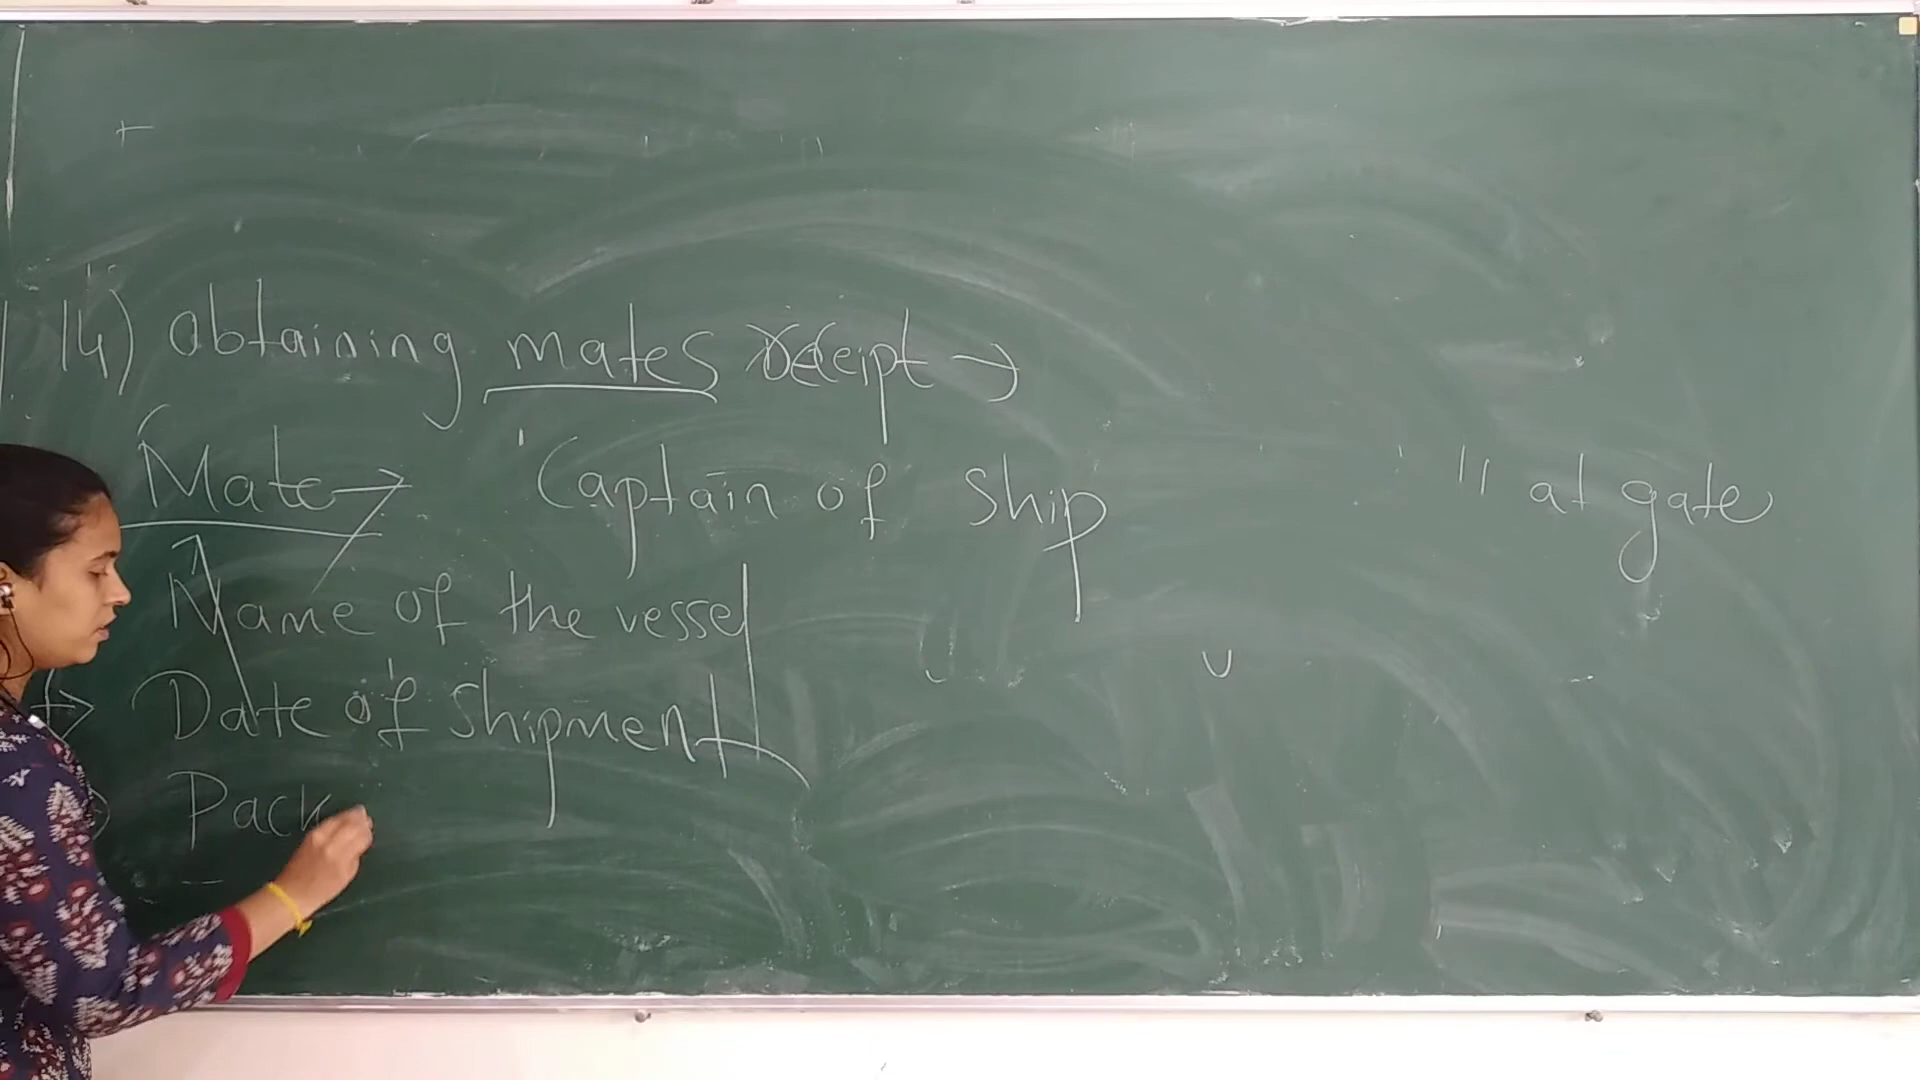 14) Obtaining mates receipt →
Mate → Captain of ship
" at gate
Name of the vessel
→ Date of shipment
Pack